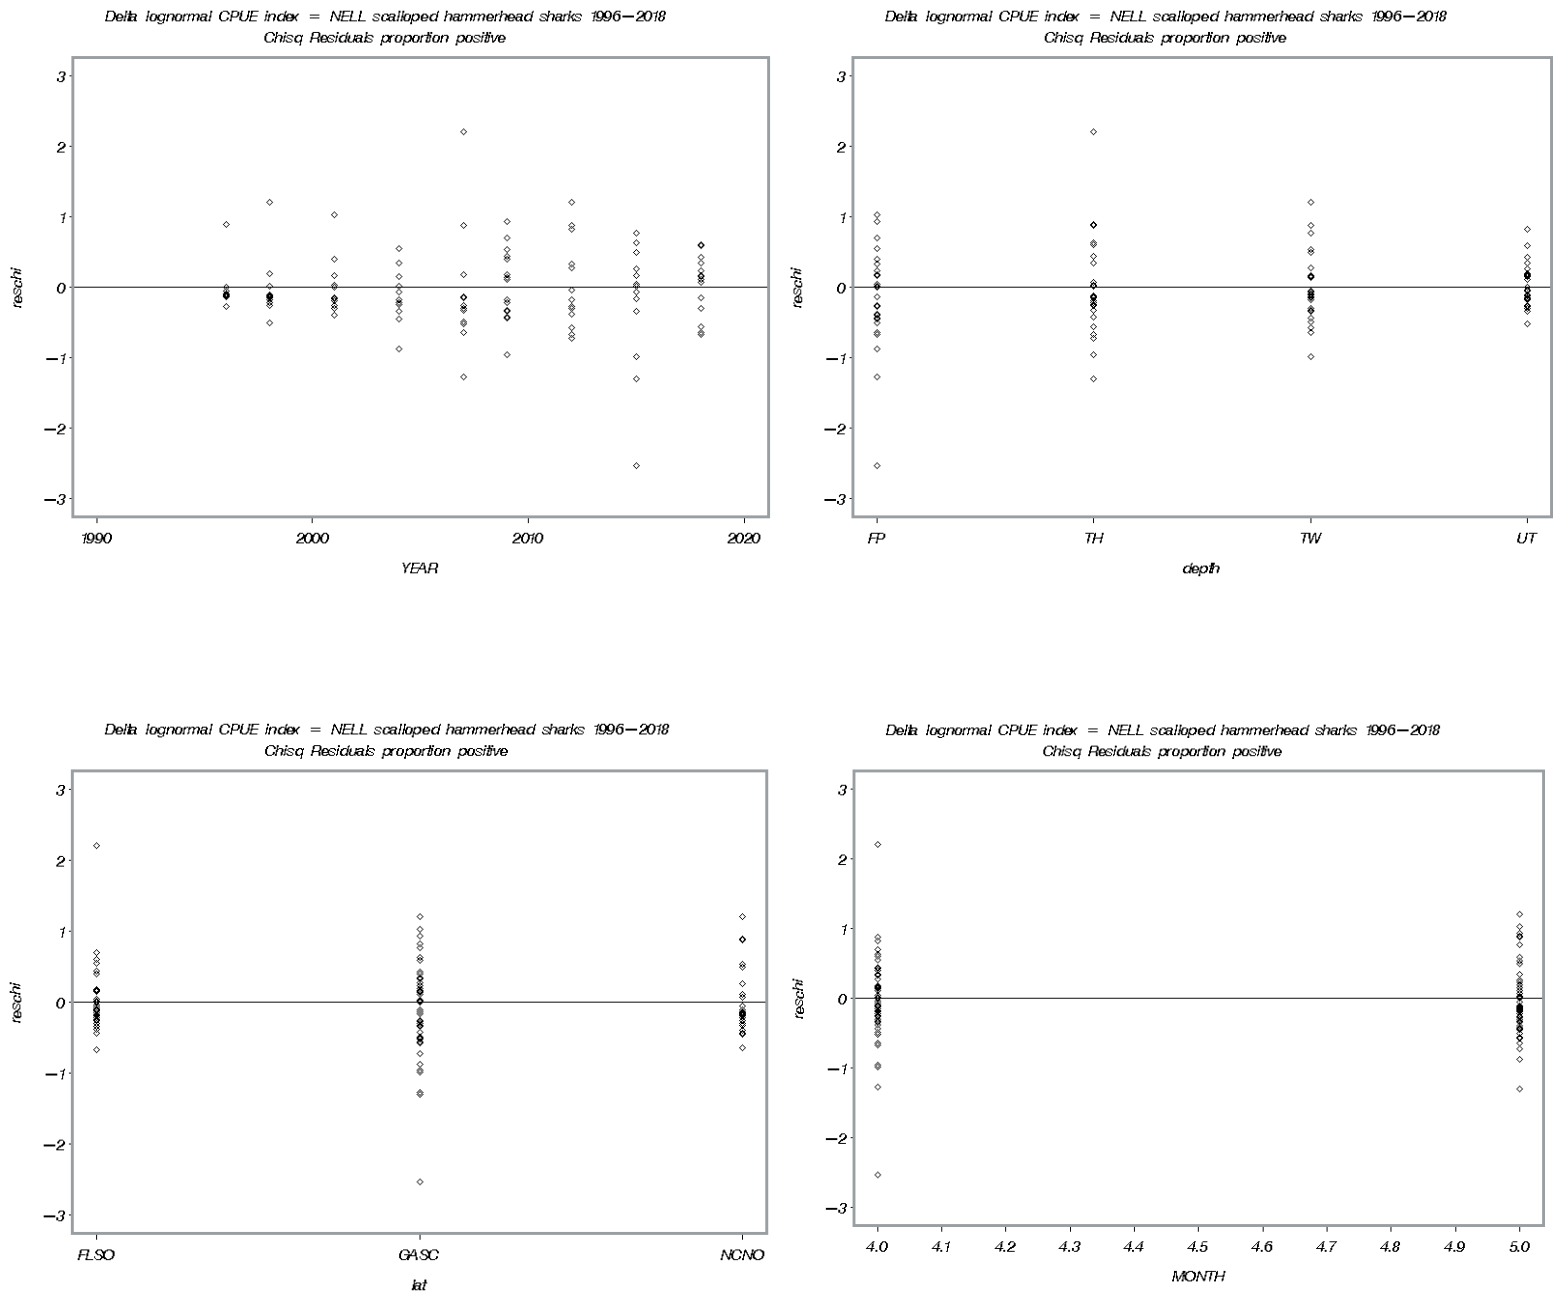 Delta lognormal CPUE index = NELL scalloped hammerhead sharks 1996-2018
Chisq Residuals proportion positive
3
2
1
0
-1
-2
-3
reschi
1990
2000
2010
2020
YEAR
Delta lognormal CPUE index = NELL scalloped hammerhead sharks 1996-2018
Chisq Residuals proportion positive
3
2
1
0
-1
-2
-3
reschi
FP
TH
TW
UT
depth
Delta lognormal CPUE index = NELL scalloped hammerhead sharks 1996-2018
Chisq Residuals proportion positive
3
2
1
0
-1
-2
-3
reschi
FLSO
GASC
NCNO
lat
Delta lognormal CPUE index = NELL scalloped hammerhead sharks 1996-2018
Chisq Residuals proportion positive
3
2
1
0
-1
-2
-3
reschi
4.0
4.1
4.2
4.3
4.4
4.5
4.6
4.7
4.8
4.9
5.0
MONTH